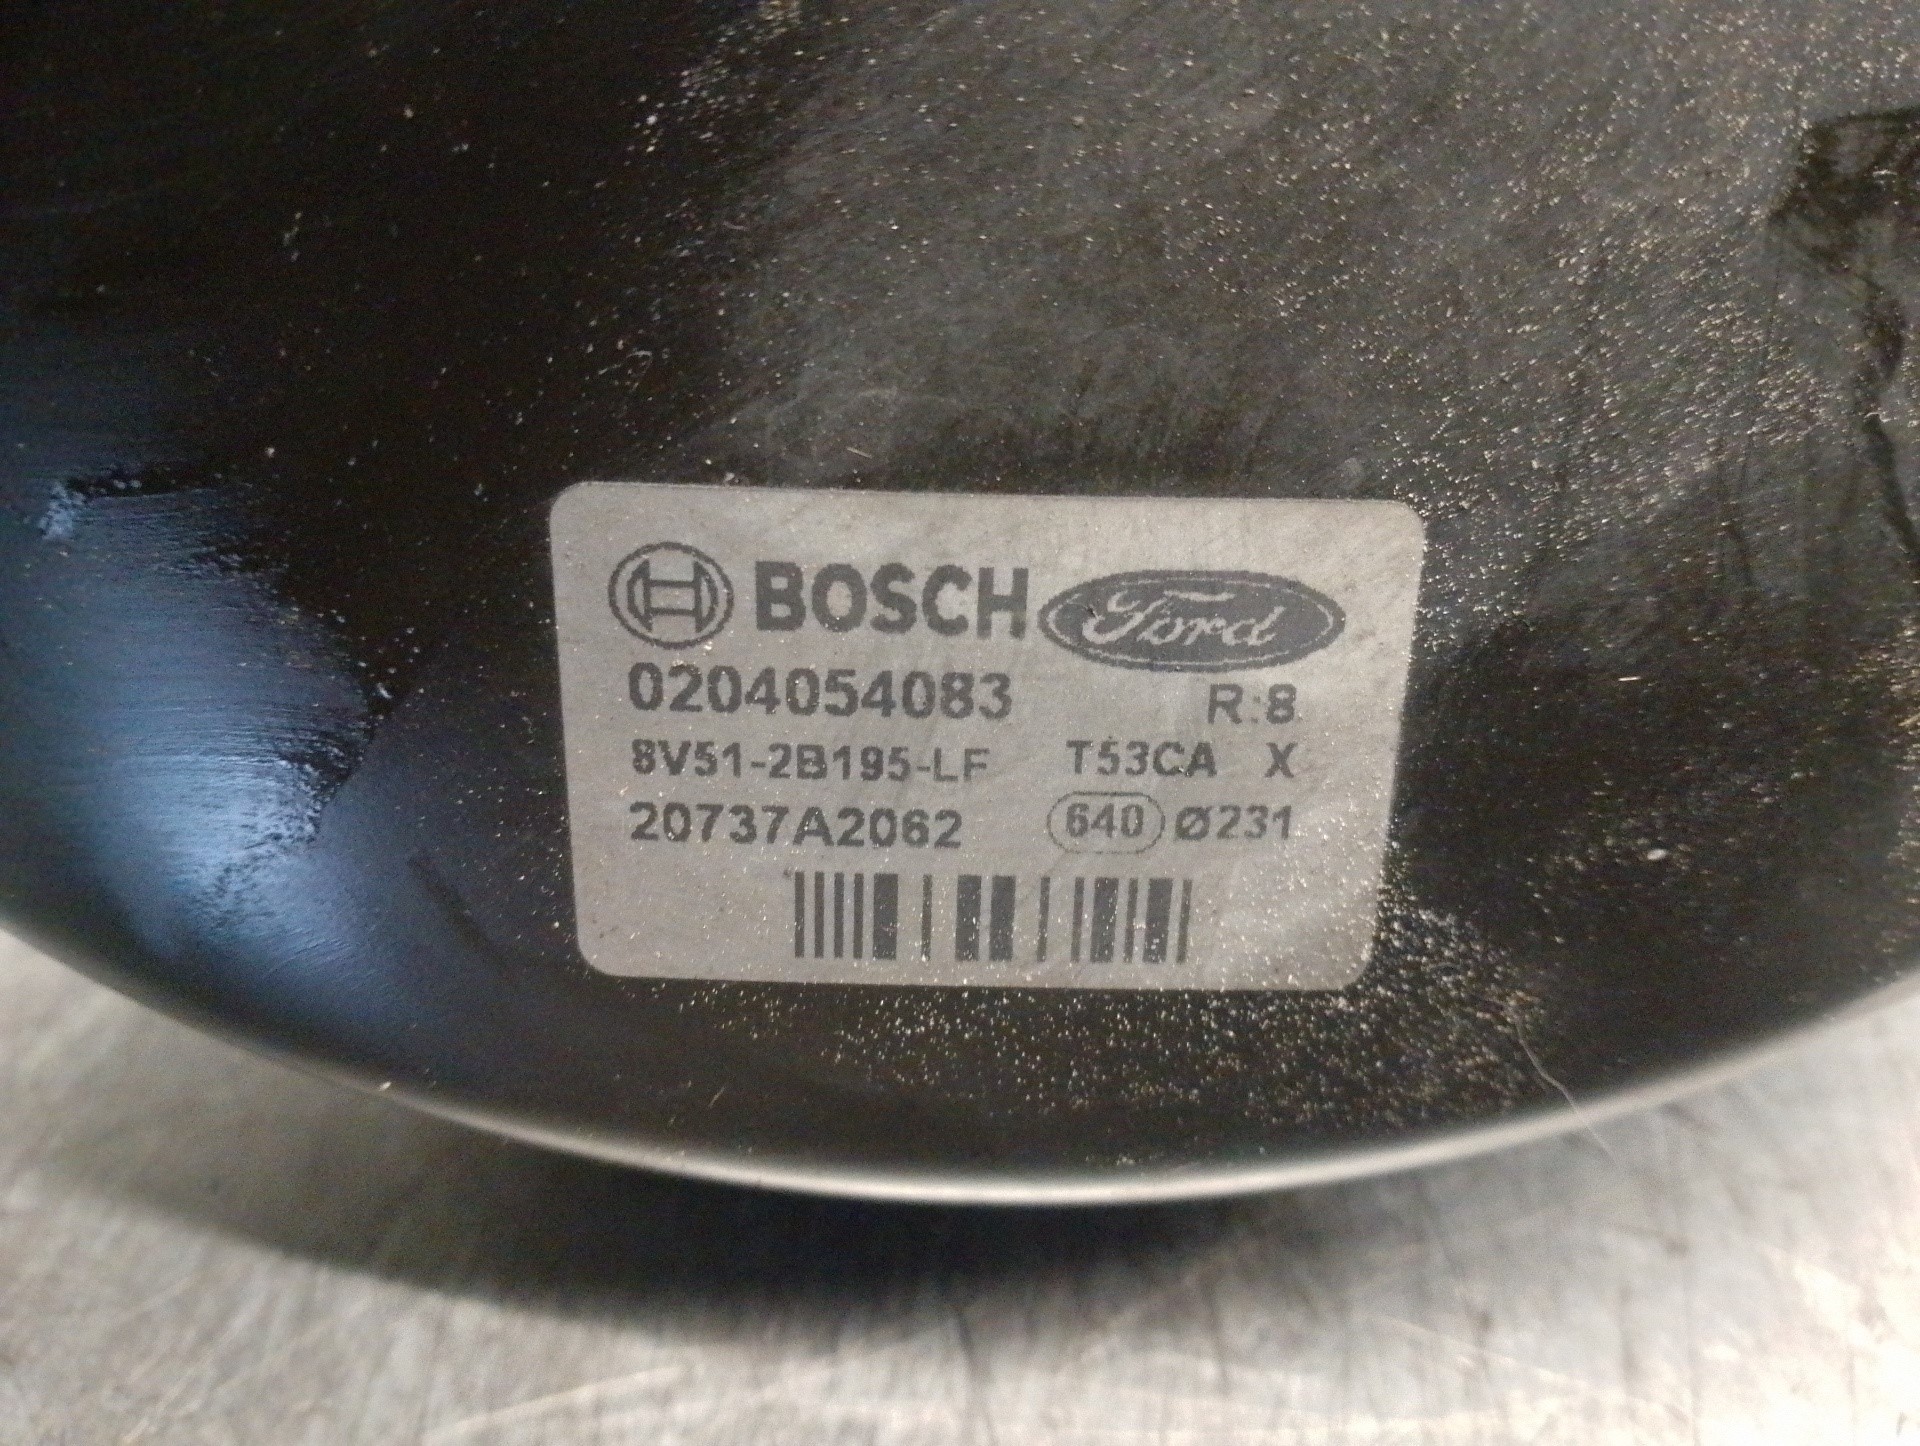 BOSCH Ford
0204054083 R:8
8V51-2B195-LF T53CA X
20737A2062 640 Ø231